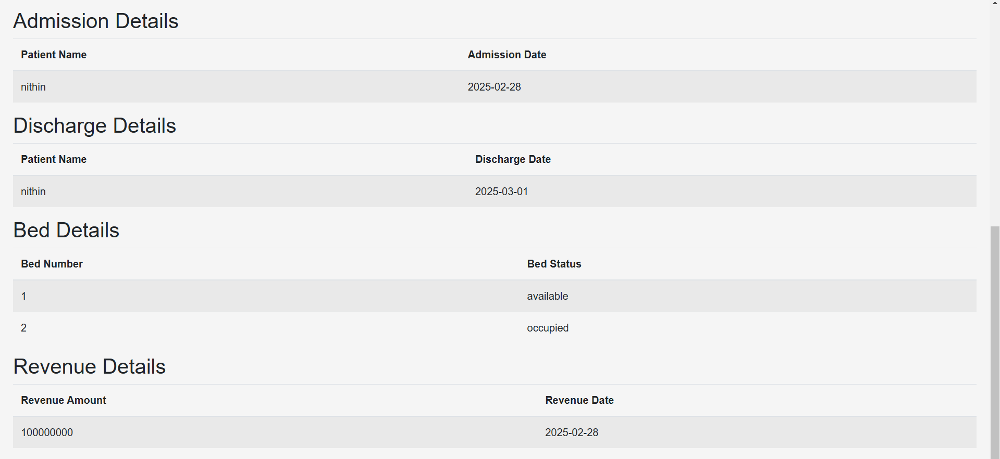 Admission Details
Patient Name Admission Date
nithin 2025-02-28
Discharge Details
Patient Name Discharge Date
nithin 2025-03-01
Bed Details
Bed Number Bed Status
1 available
2 occupied
Revenue Details
Revenue Amount Revenue Date
100000000 2025-02-28